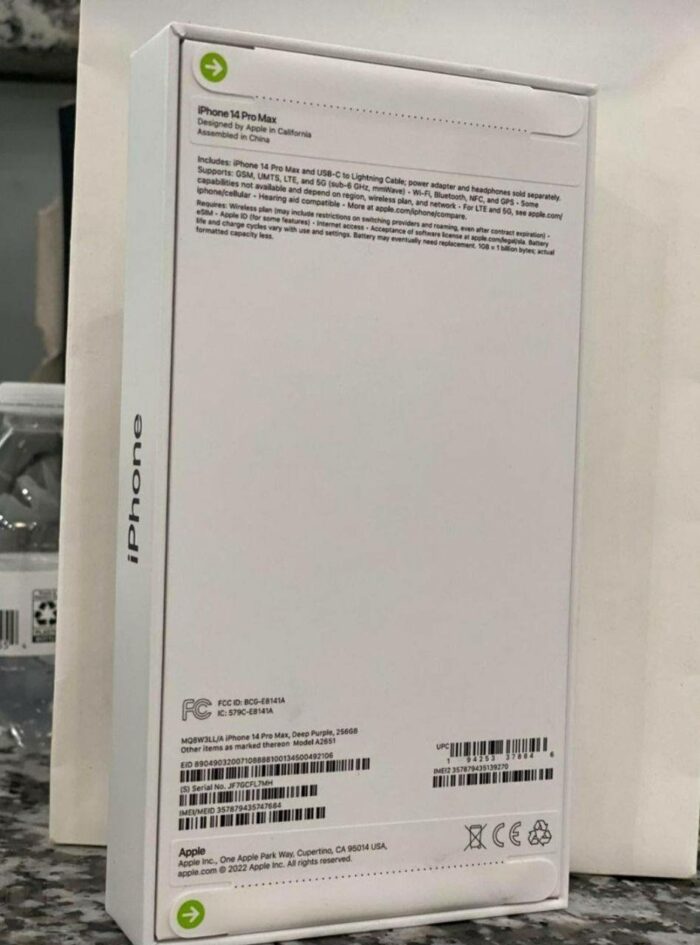 iPhone 14 Pro Max
Designed by Apple in California
Assembled in China
Includes: iPhone 14 Pro Max and USB-C to Lightning Cable; power adapter and headphones sold separately.
Supports: GSM, UMTS, LTE, and 5G (sub-6 GHz, mmWave) • Wi-Fi, Bluetooth, NFC, and GPS • Some
capabilities not available and depend on region, wireless plan, and network • For LTE and 5G, see apple.com/
iphone/cellular • Hearing aid compatible • More at apple.com/iphone/compare.
Requires: Wireless plan (may include restrictions on switching providers and roaming, even after contract expiration) •
eSIM • Apple ID (for some features) • Internet access • Acceptance of software license at apple.com/legal/sla. Battery
life and charge cycles vary with use and settings. Battery may eventually need replacement. 1GB = 1 billion bytes; actual
formatted capacity less.
iPhone
FC FCC ID: BCG-E8141A
IC: 579C-E8141A
MQ8W3LL/A iPhone 14 Pro Max, Deep Purple, 256GB
Other items as marked thereon Model A2651
EID 89049032007108888100134500492106
(S) Serial No. JF7GCFL7MH
IMEI/MEID 357879435747684
UPC
1 94253 37864 6
IMEI2 357879435139270
CE
Apple
Apple Inc., One Apple Park Way, Cupertino, CA 95014 USA.
apple.com © 2022 Apple Inc. All rights reserved.